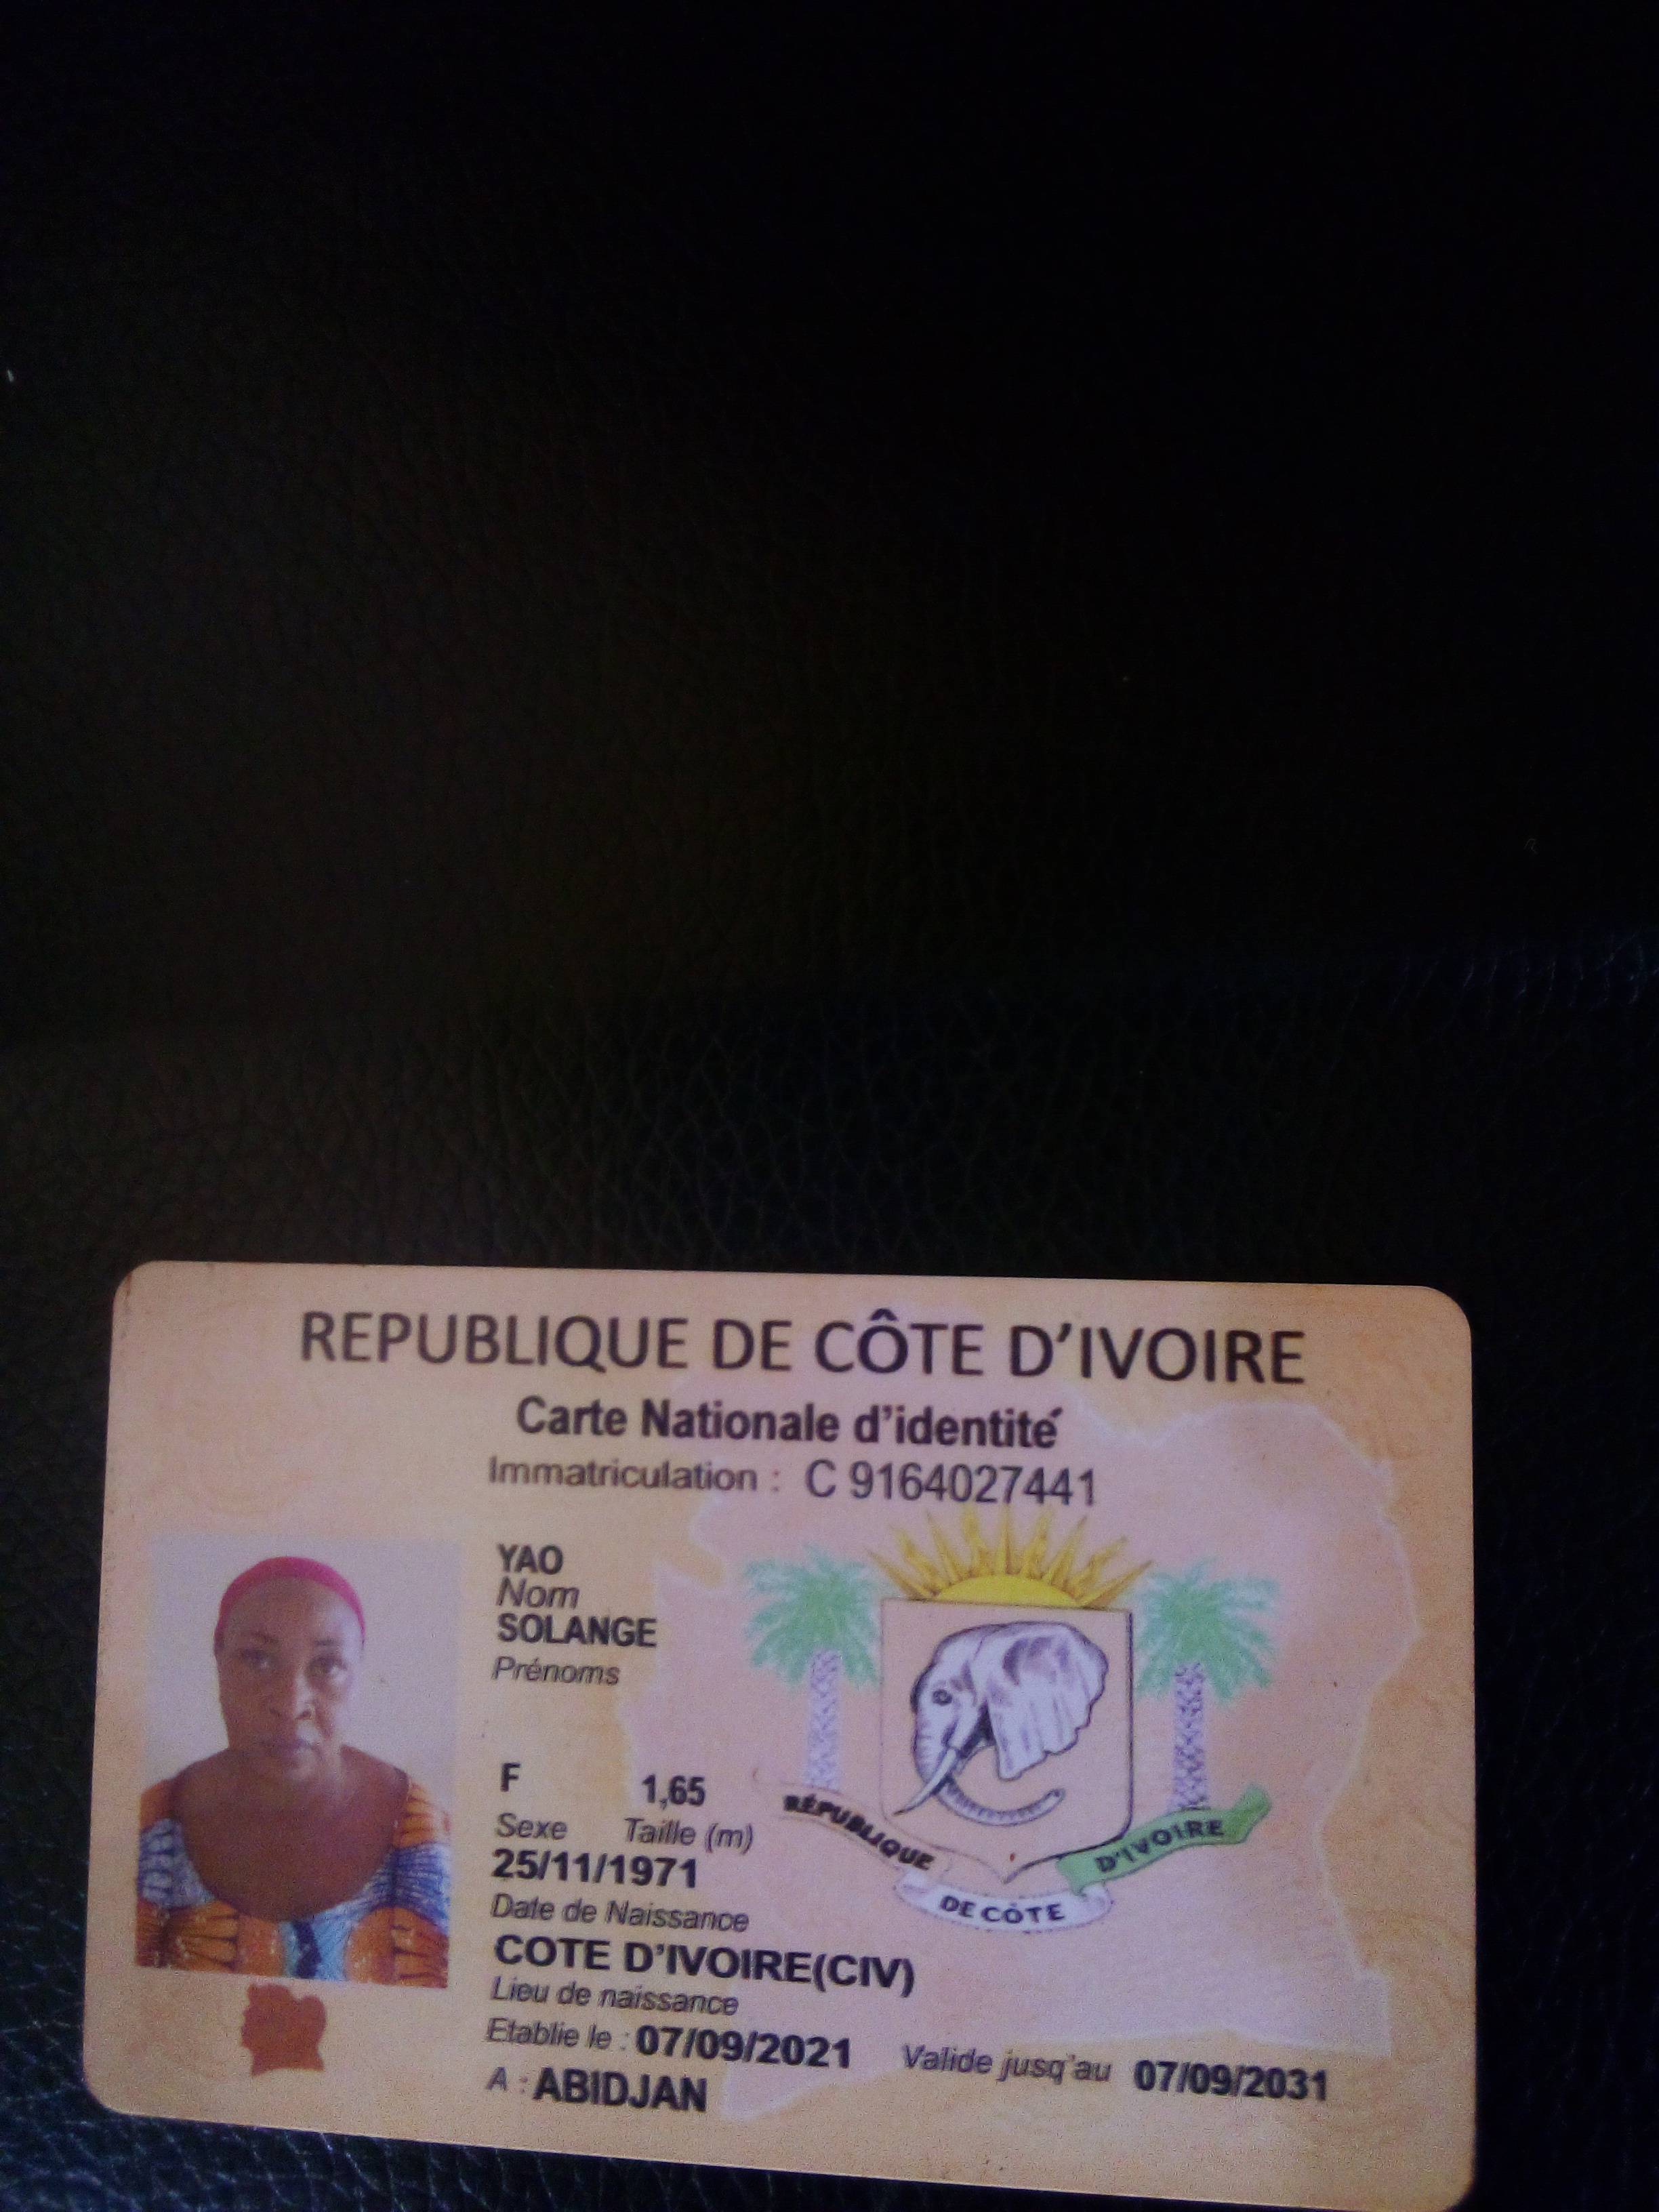 REPUBLIQUE DE CÔTE D'IVOIRE
Carte Nationale d'identité
Immatriculation : C 9164027441
YAO
Nom
SOLANGE
Prénoms
F 1,65
Sexe Taille (m)
25/11/1971
Date de Naissance
COTE D'IVOIRE(CIV)
Lieu de naissance
Etablie le : 07/09/2021 Valide jusq'au 07/09/2031
A : ABIDJAN
RÉPUBLIQUE
DE CÔTE
D'IVOIRE